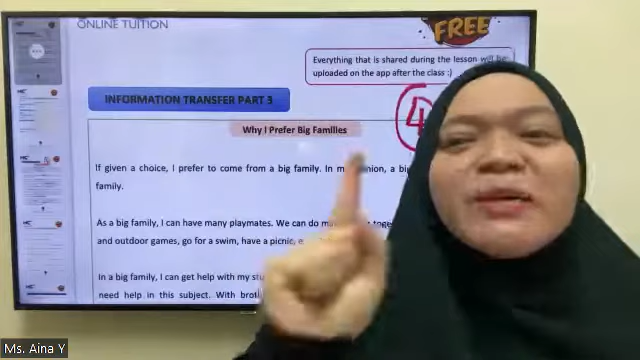 ONLINE TUITION
FREE
Everything that is shared during the lesson will be
uploaded on the app after the class :)
INFORMATION TRANSFER PART 3
4
Why I Prefer Big Families
If given a choice, I prefer to come from a big family. In my opinion, a big
family.
As a big family, I can have many playmates. We can do
and outdoor games, go for a swim, have a picnic,
In a big family, I can get help with my
need help in this subject. With
Ms. Aina Y